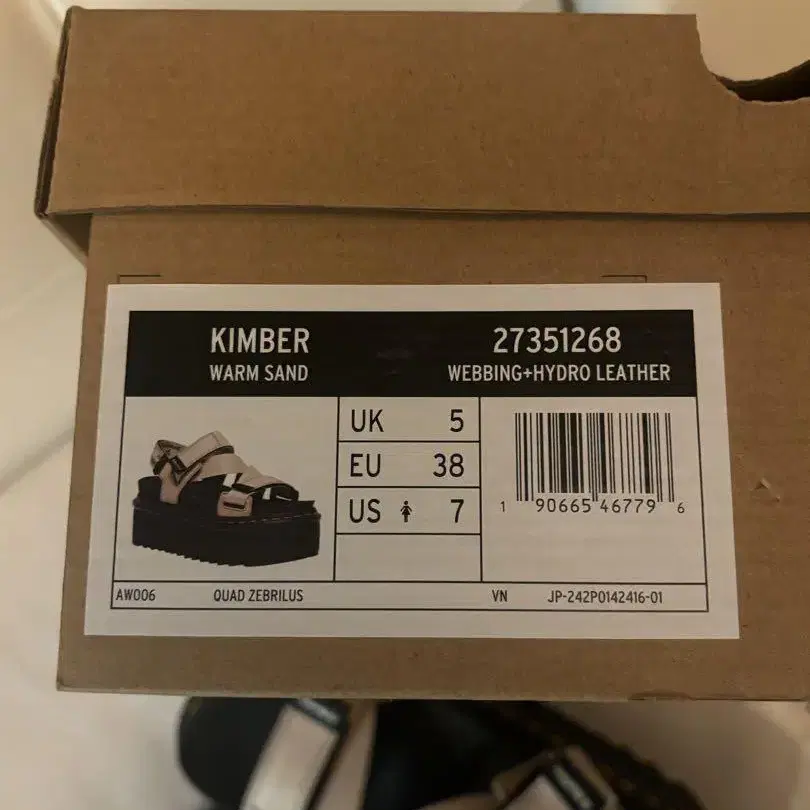 KIMBER
WARM SAND
27351268
WEBBING+HYDRO LEATHER
UK 5
EU 38
US 7
1 90665 46779 6
AW006 QUAD ZEBRILUS VN JP-242P0142416-01